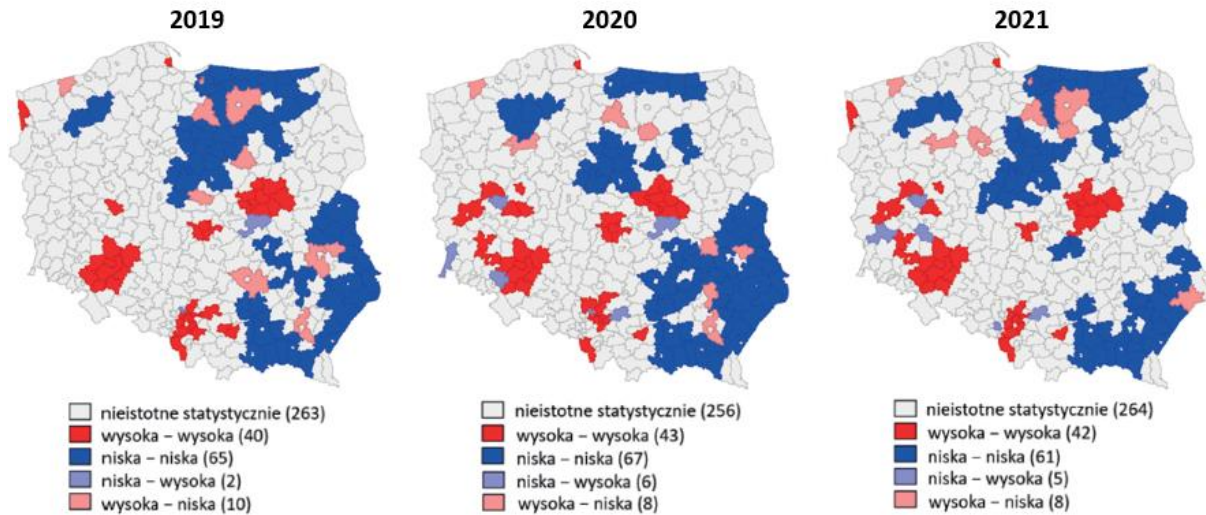 2019
2020
2021
nieistotne statystycznie (263)
wysoka – wysoka (40)
niska – niska (65)
niska – wysoka (2)
wysoka – niska (10)
nieistotne statystycznie (256)
wysoka – wysoka (43)
niska – niska (67)
niska – wysoka (6)
wysoka – niska (8)
nieistotne statystycznie (264)
wysoka – wysoka (42)
niska – niska (61)
niska – wysoka (5)
wysoka – niska (8)